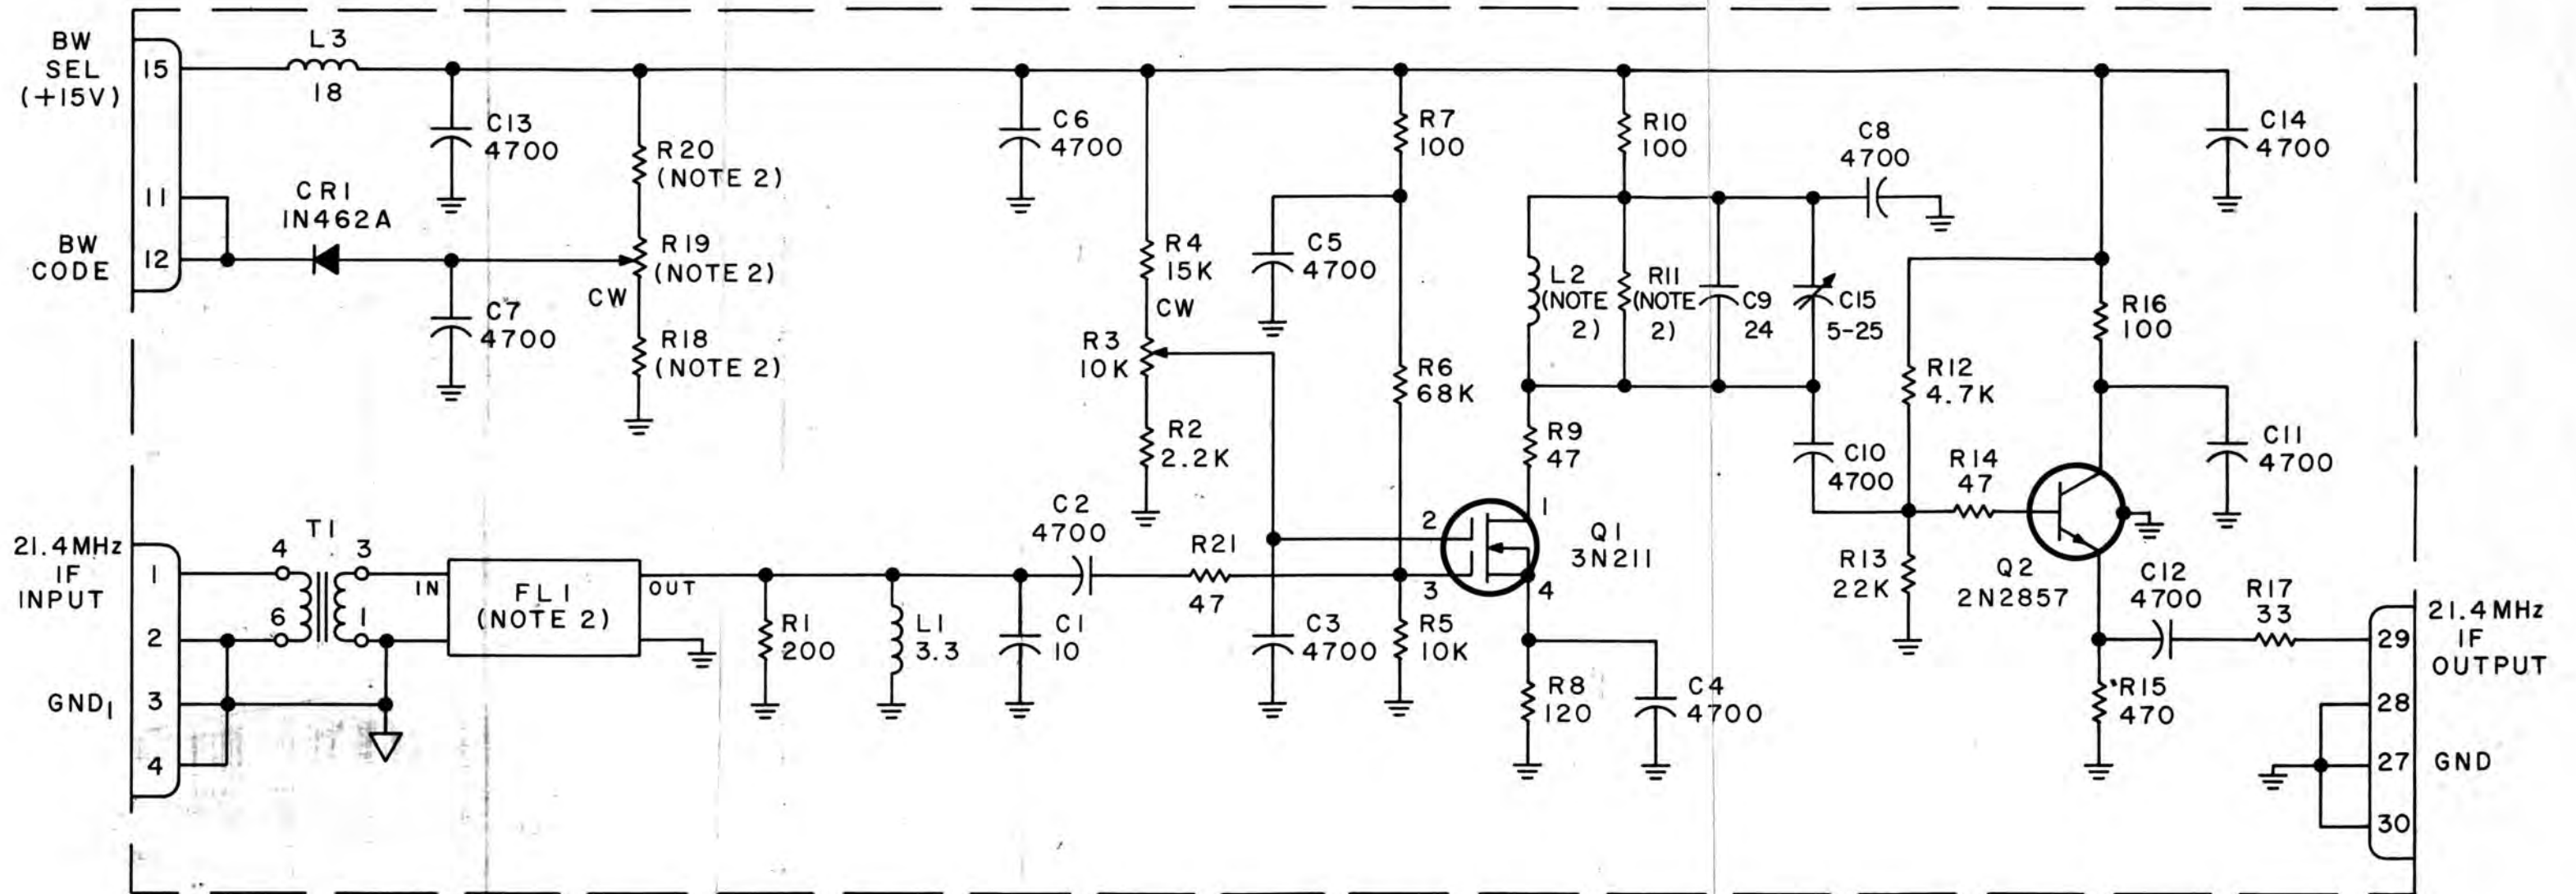 BW
SEL
(+15V)
15
L3
18
C13
4700
R20
(NOTE 2)
C6
4700
R7
100
R10
100
C8
4700
C14
4700
11
BW
CODE
12
CR1
1N462A
C7
4700
R19
(NOTE 2)
CW
R18
(NOTE 2)
R4
15K
CW
R3
10K
R2
2.2K
C5
4700
R6
68K
L2
(NOTE
2)
R11
(NOTE
2)
C9
24
C15
5-25
R16
100
R12
4.7K
R9
47
C10
4700
R14
47
C11
4700
21.4MHz
IF
INPUT
1
2
GND1
3
4
T1
4
3
6
1
IN
FL1
(NOTE 2)
OUT
R1
200
L1
3.3
C1
10
C2
4700
R21
47
C3
4700
R5
10K
2
3
1
4
Q1
3N211
R8
120
C4
4700
R13
22K
Q2
2N2857
C12
4700
R17
33
R15
470
29
28
27
30
21.4MHz
IF
OUTPUT
GND